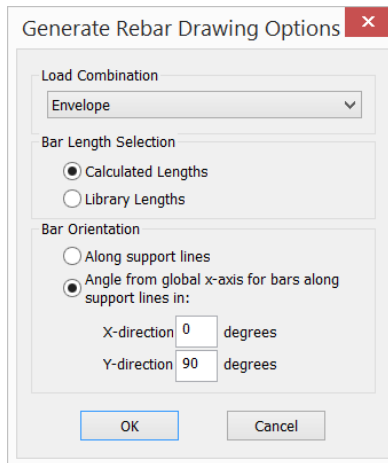 Generate Rebar Drawing Options
Load Combination
Envelope
Bar Length Selection
Calculated Lengths
Library Lengths
Bar Orientation
Along support lines
Angle from global x-axis for bars along
support lines in:
X-direction 0 degrees
Y-direction 90 degrees
OK Cancel